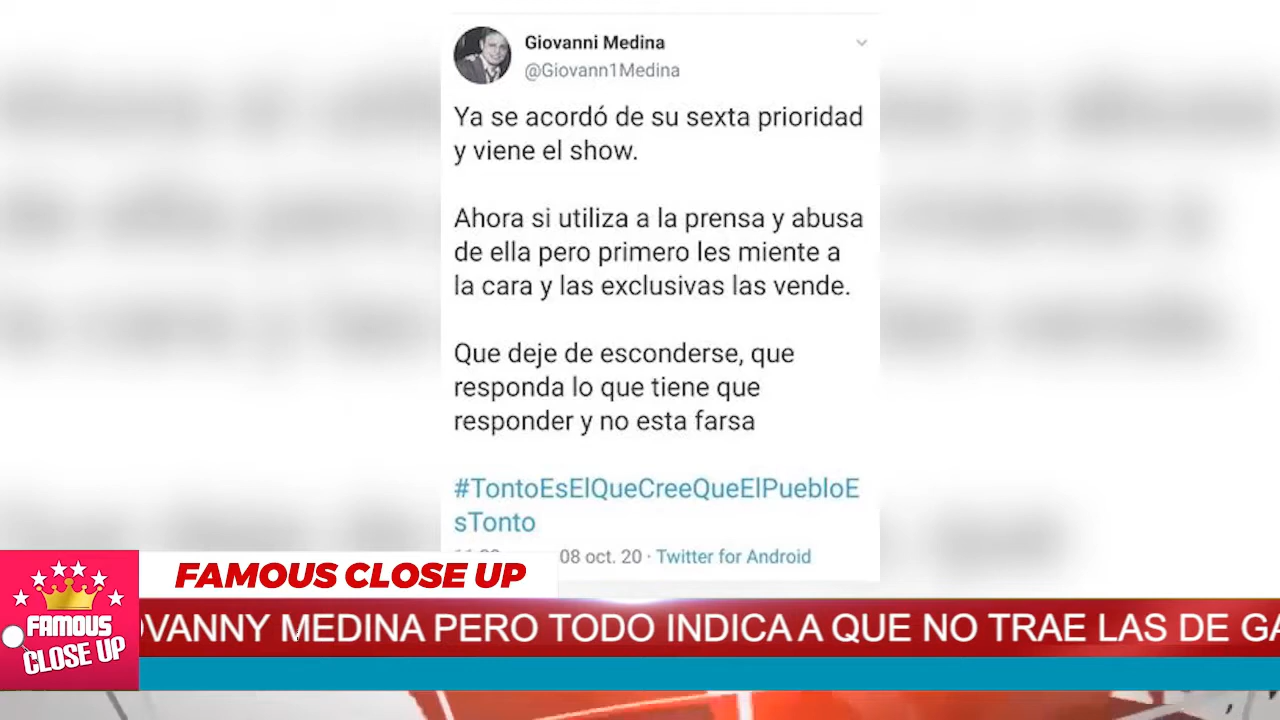 Giovanni Medina
@Giovann1Medina
Ya se acordó de su sexta prioridad
y viene el show.
Ahora si utiliza a la prensa y abusa
de ella pero primero les miente a
la cara y las exclusivas las vende.
Que deje de esconderse, que
responda lo que tiene que
responder y no esta farsa
#TontoEsElQueCreeQueElPuebloE
sTonto
08 oct. 20 · Twitter for Android
FAMOUS CLOSE UP
OVANNY MEDINA PERO TODO INDICA A QUE NO TRAE LAS DE GA
FAMOUS
CLOSE UP